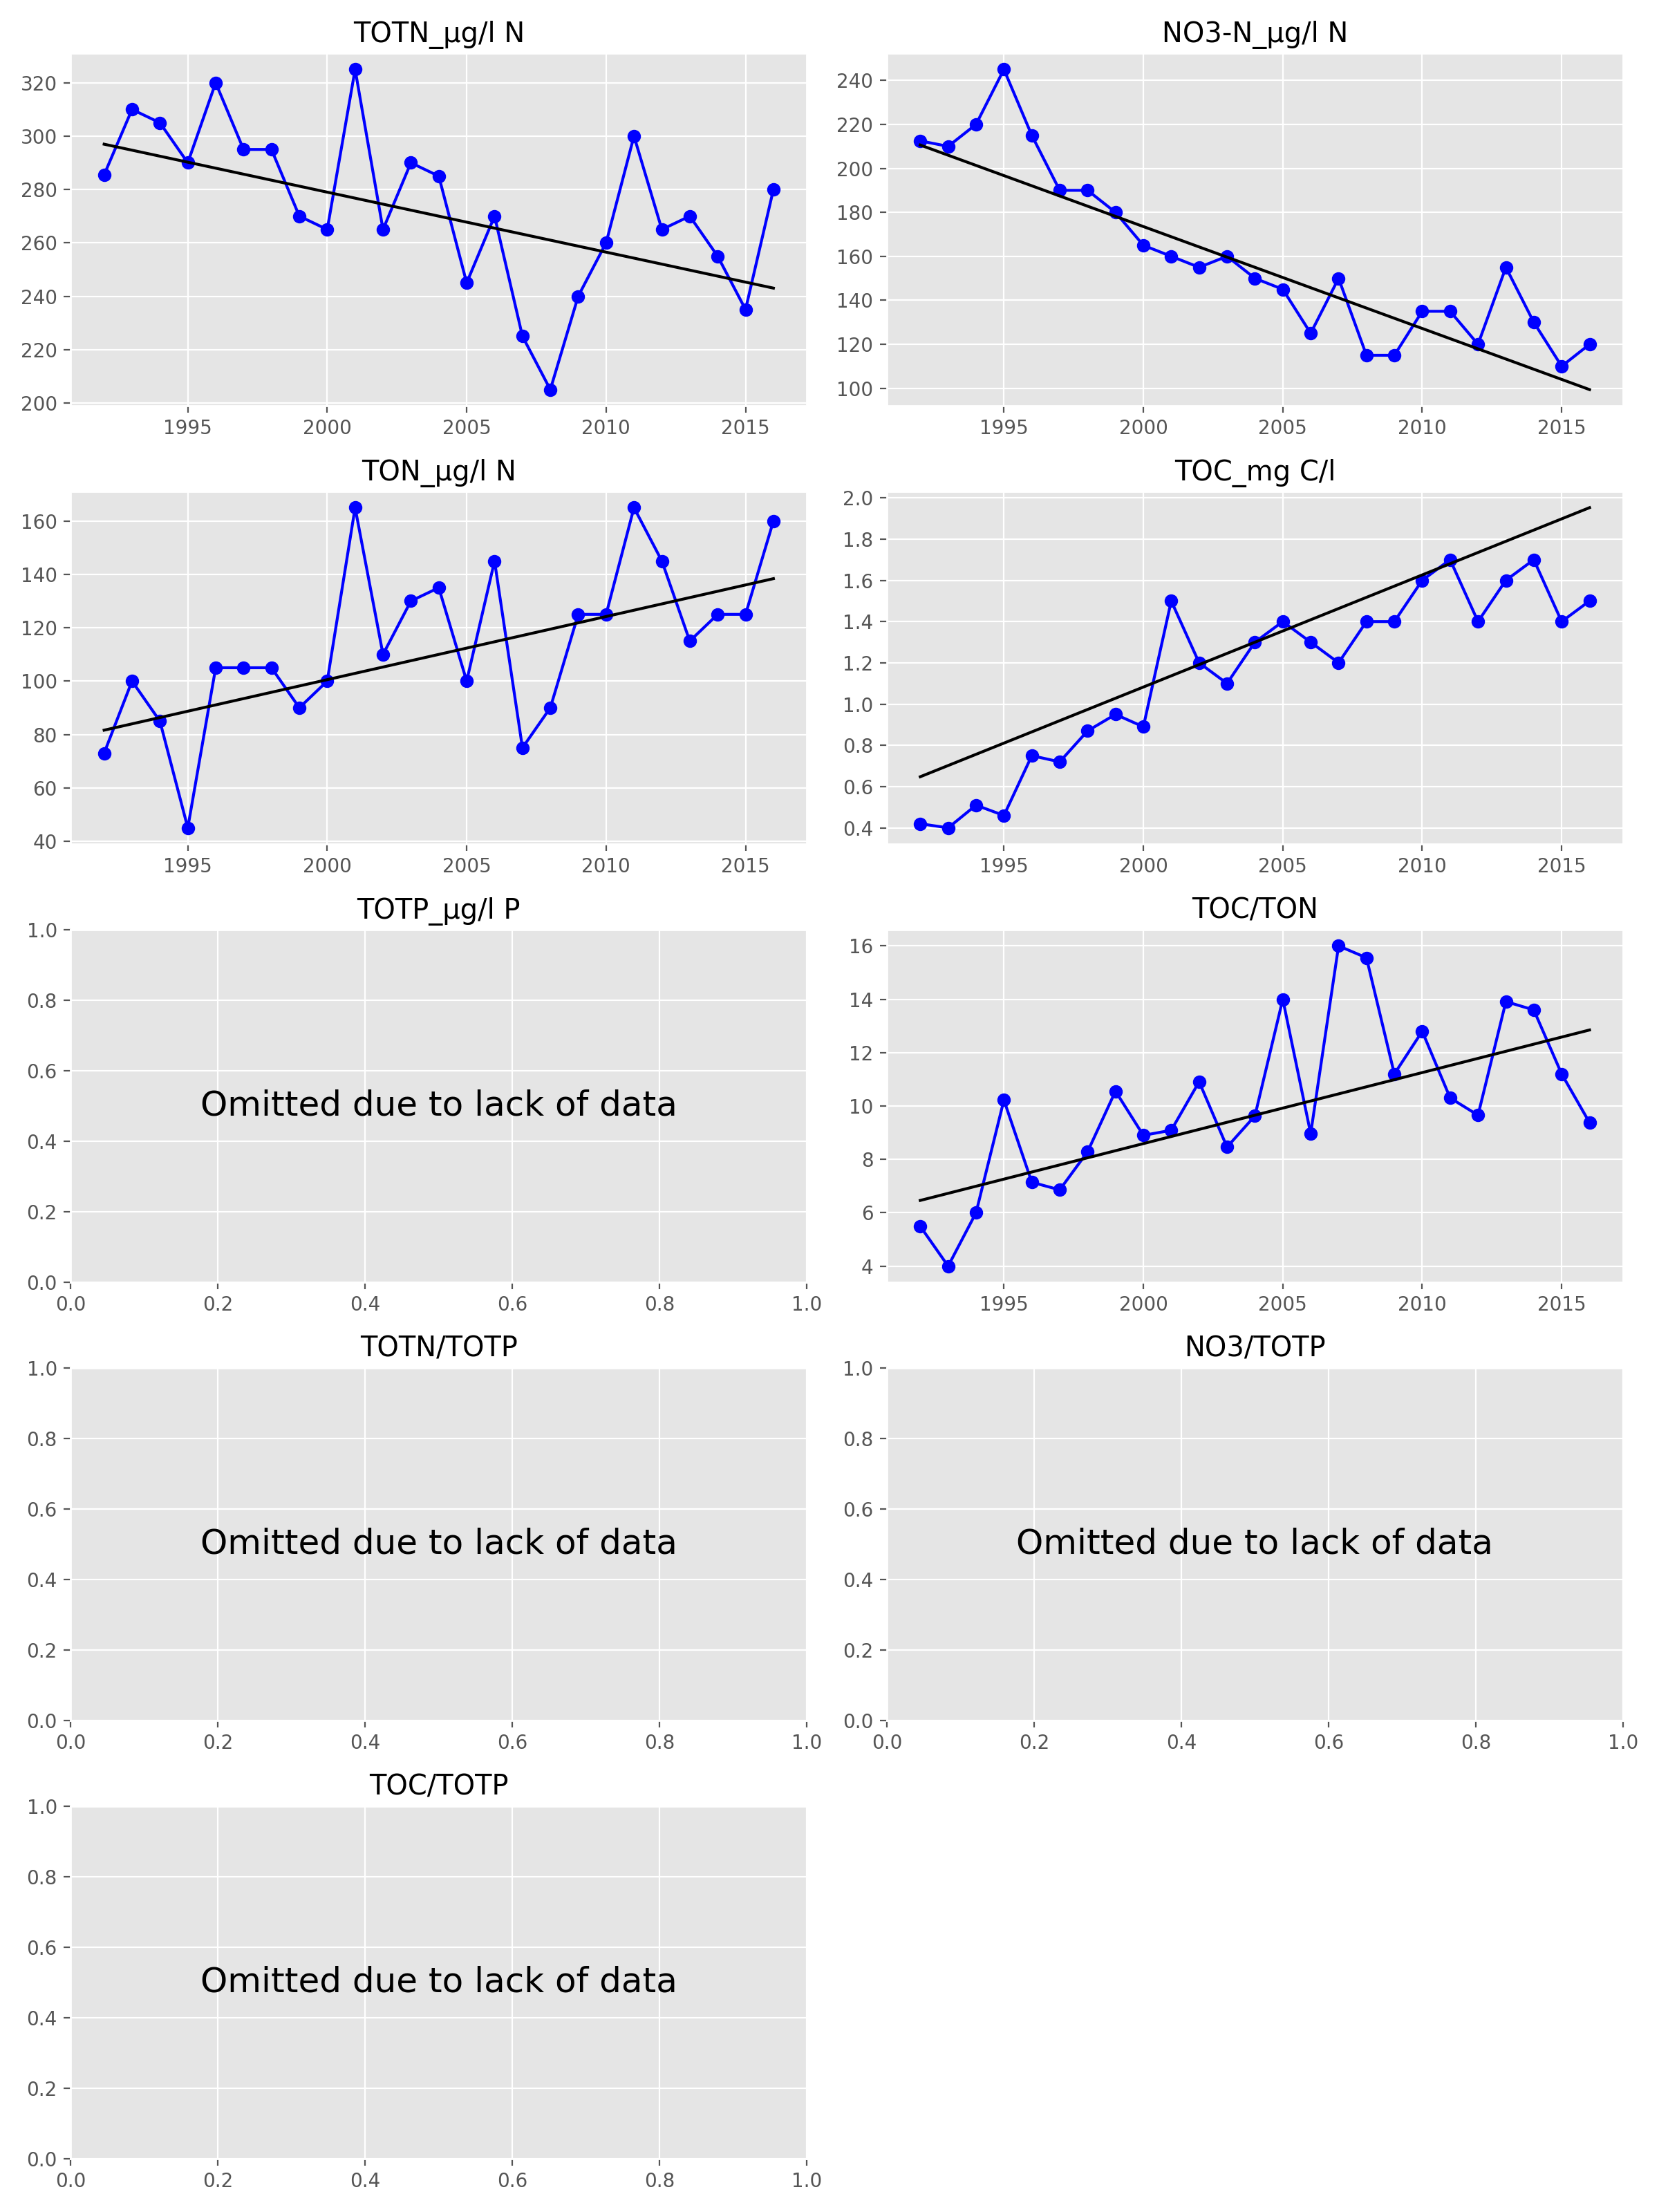 TOTN_µg/l N
320
300
280
260
240
220
200
1995 2000 2005 2010 2015
NO3-N_µg/l N
240
220
200
180
160
140
120
100
1995 2000 2005 2010 2015
TON_µg/l N
160
140
120
100
80
60
40
1995 2000 2005 2010 2015
TOC_mg C/l
2.0
1.8
1.6
1.4
1.2
1.0
0.8
0.6
0.4
1995 2000 2005 2010 2015
TOTP_µg/l P
1.0
0.8
0.6
Omitted due to lack of data
0.4
0.2
0.0
0.0 0.2 0.4 0.6 0.8 1.0
TOC/TON
16
14
12
10
8
6
4
1995 2000 2005 2010 2015
TOTN/TOTP
1.0
0.8
0.6
Omitted due to lack of data
0.4
0.2
0.0
0.0 0.2 0.4 0.6 0.8 1.0
NO3/TOTP
1.0
0.8
0.6
Omitted due to lack of data
0.4
0.2
0.0
0.0 0.2 0.4 0.6 0.8 1.0
TOC/TOTP
1.0
0.8
0.6
Omitted due to lack of data
0.4
0.2
0.0
0.0 0.2 0.4 0.6 0.8 1.0